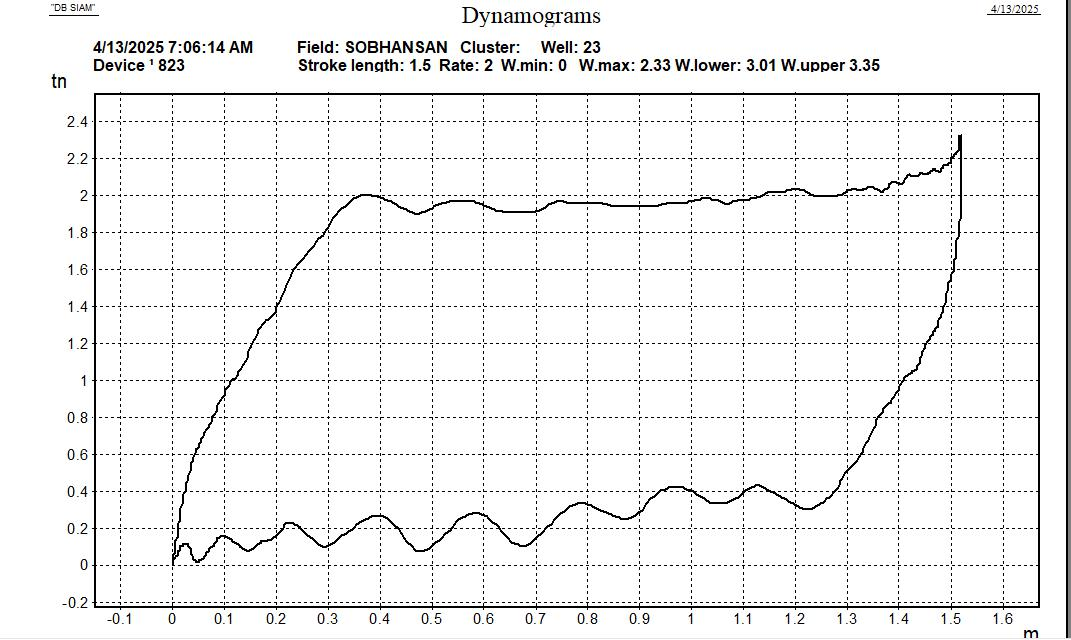 "DB SIAM"
4/13/2025
Dynamograms
4/13/2025 7:06:14 AM Field: SOBHANSAN Cluster: Well: 23
Device ¹ 823 Stroke length: 1.5 Rate: 2 W.min: 0 W.max: 2.33 W.lower: 3.01 W.upper 3.35
tn
2.4
2.2
2
1.8
1.6
1.4
1.2
1
0.8
0.6
0.4
0.2
0
-0.2
-0.1 0 0.1 0.2 0.3 0.4 0.5 0.6 0.7 0.8 0.9 1 1.1 1.2 1.3 1.4 1.5 1.6
m